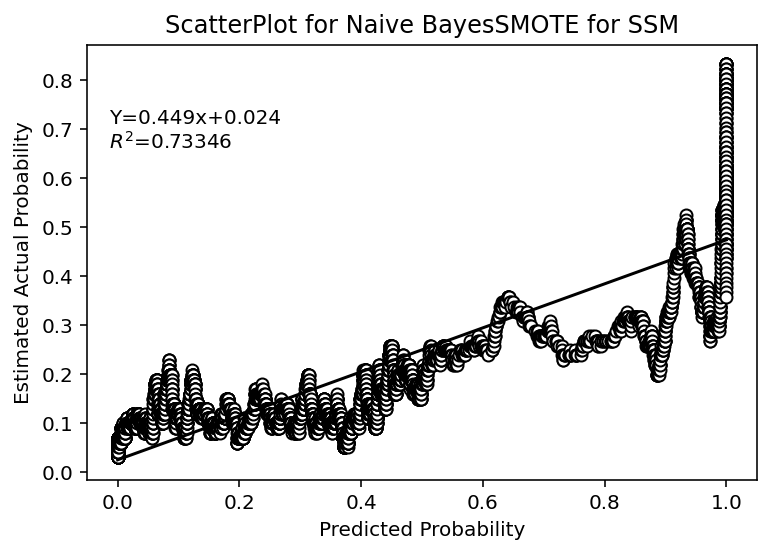 ScatterPlot for Naive BayesSMOTE for SSM
Y=0.449x+0.024
R²=0.73346
Estimated Actual Probability
0.8
0.7
0.6
0.5
0.4
0.3
0.2
0.1
0.0
0.0 0.2 0.4 0.6 0.8 1.0
Predicted Probability